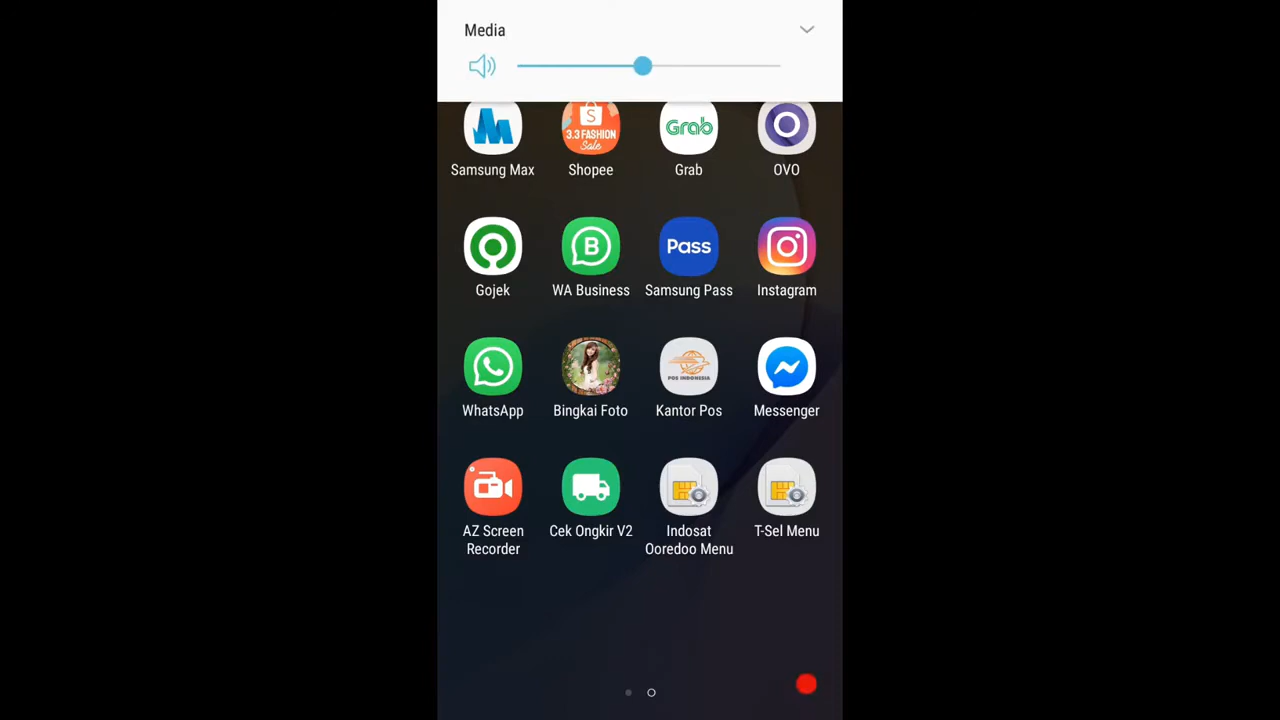 Media
S
3.3 FASHION
Sale
Grab
Samsung Max
Shopee
Grab
OVO
B
Pass
Gojek
WA Business
Samsung Pass
Instagram
POS INDONESIA
WhatsApp
Bingkai Foto
Kantor Pos
Messenger
AZ Screen
Recorder
Cek Ongkir V2
Indosat
Ooredoo Menu
T-Sel Menu